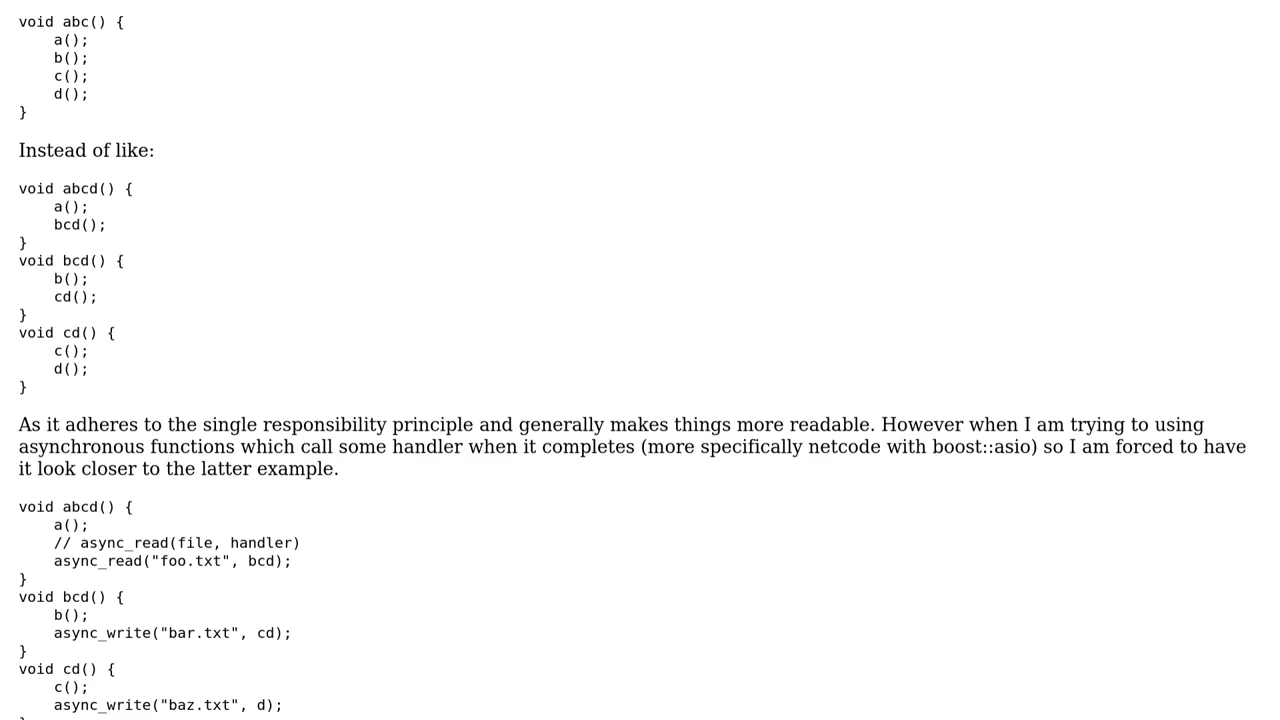 void abc() {
    a();
    b();
    c();
    d();
}
Instead of like:
void abcd() {
    a();
    bcd();
}
void bcd() {
    b();
    cd();
}
void cd() {
    c();
    d();
}
As it adheres to the single responsibility principle and generally makes things more readable. However when I am trying to using
asynchronous functions which call some handler when it completes (more specifically netcode with boost::asio) so I am forced to have
it look closer to the latter example.
void abcd() {
    a();
    // async_read(file, handler)
    async_read("foo.txt", bcd);
}
void bcd() {
    b();
    async_write("bar.txt", cd);
}
void cd() {
    c();
    async_write("baz.txt", d);